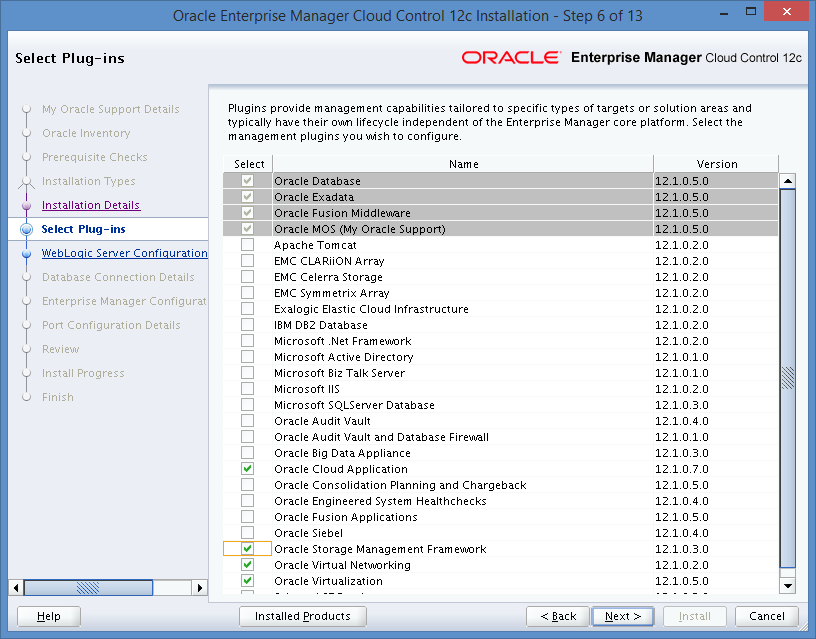 Oracle Enterprise Manager Cloud Control 12c Installation - Step 6 of 13
Select Plug-ins
ORACLE Enterprise Manager Cloud Control 12c
My Oracle Support Details
Oracle Inventory
Prerequisite Checks
Installation Types
Installation Details
Select Plug-ins
WebLogic Server Configuration
Database Connection Details
Enterprise Manager Configurat
Port Configuration Details
Review
Install Progress
Finish
Plugins provide management capabilities tailored to specific types of targets or solution areas and
typically have their own lifecycle independent of the Enterprise Manager core platform. Select the
management plugins you wish to configure.
Select Name Version
Oracle Database 12.1.0.5.0
Oracle Exadata 12.1.0.5.0
Oracle Fusion Middleware 12.1.0.5.0
Oracle MOS (My Oracle Support) 12.1.0.5.0
Apache Tomcat 12.1.0.2.0
EMC CLARiiON Array 12.1.0.2.0
EMC Celerra Storage 12.1.0.2.0
EMC Symmetrix Array 12.1.0.2.0
Exalogic Elastic Cloud Infrastructure 12.1.0.2.0
IBM DB2 Database 12.1.0.2.0
Microsoft .Net Framework 12.1.0.2.0
Microsoft Active Directory 12.1.0.1.0
Microsoft Biz Talk Server 12.1.0.1.0
Microsoft IIS 12.1.0.2.0
Microsoft SQLServer Database 12.1.0.3.0
Oracle Audit Vault 12.1.0.4.0
Oracle Audit Vault and Database Firewall 12.1.0.1.0
Oracle Big Data Appliance 12.1.0.3.0
Oracle Cloud Application 12.1.0.7.0
Oracle Consolidation Planning and Chargeback 12.1.0.5.0
Oracle Engineered System Healthchecks 12.1.0.4.0
Oracle Fusion Applications 12.1.0.5.0
Oracle Siebel 12.1.0.4.0
Oracle Storage Management Framework 12.1.0.3.0
Oracle Virtual Networking 12.1.0.2.0
Oracle Virtualization 12.1.0.5.0
Help Installed Products < Back Next > Install Cancel